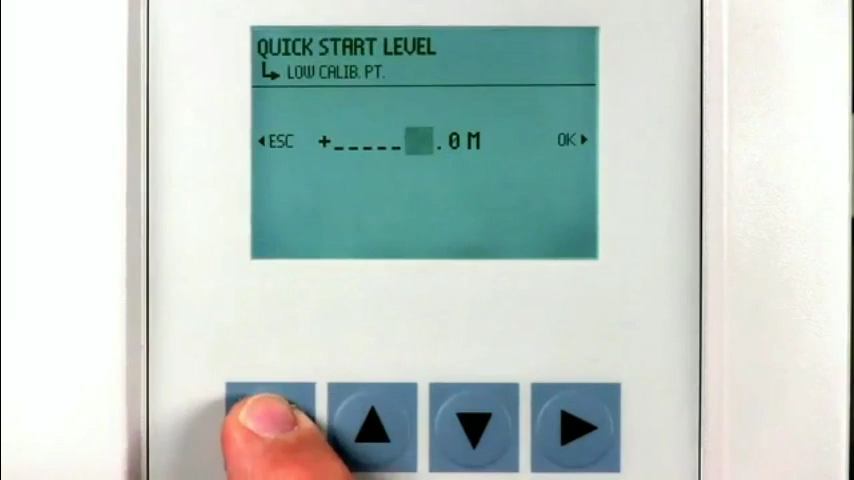 QUICK START LEVEL
LOW CALIB. PT.
ESC +_____ .0 M OK